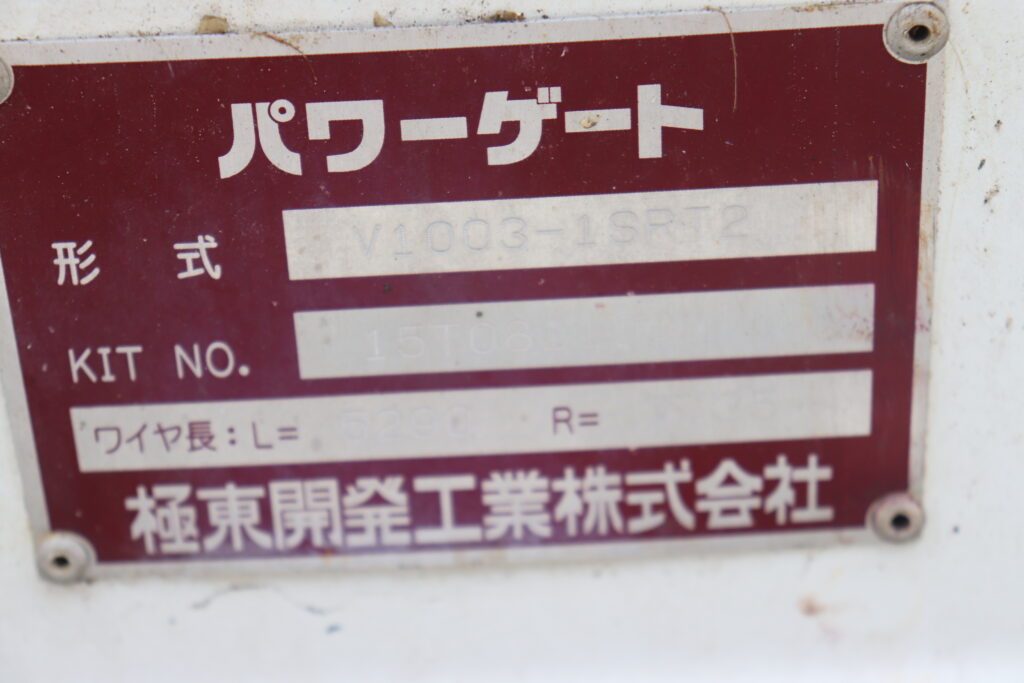 パワーゲート
形式 V1003-1SRT2
KIT NO.
ワイヤ長:L= R=
極東開発工業株式会社